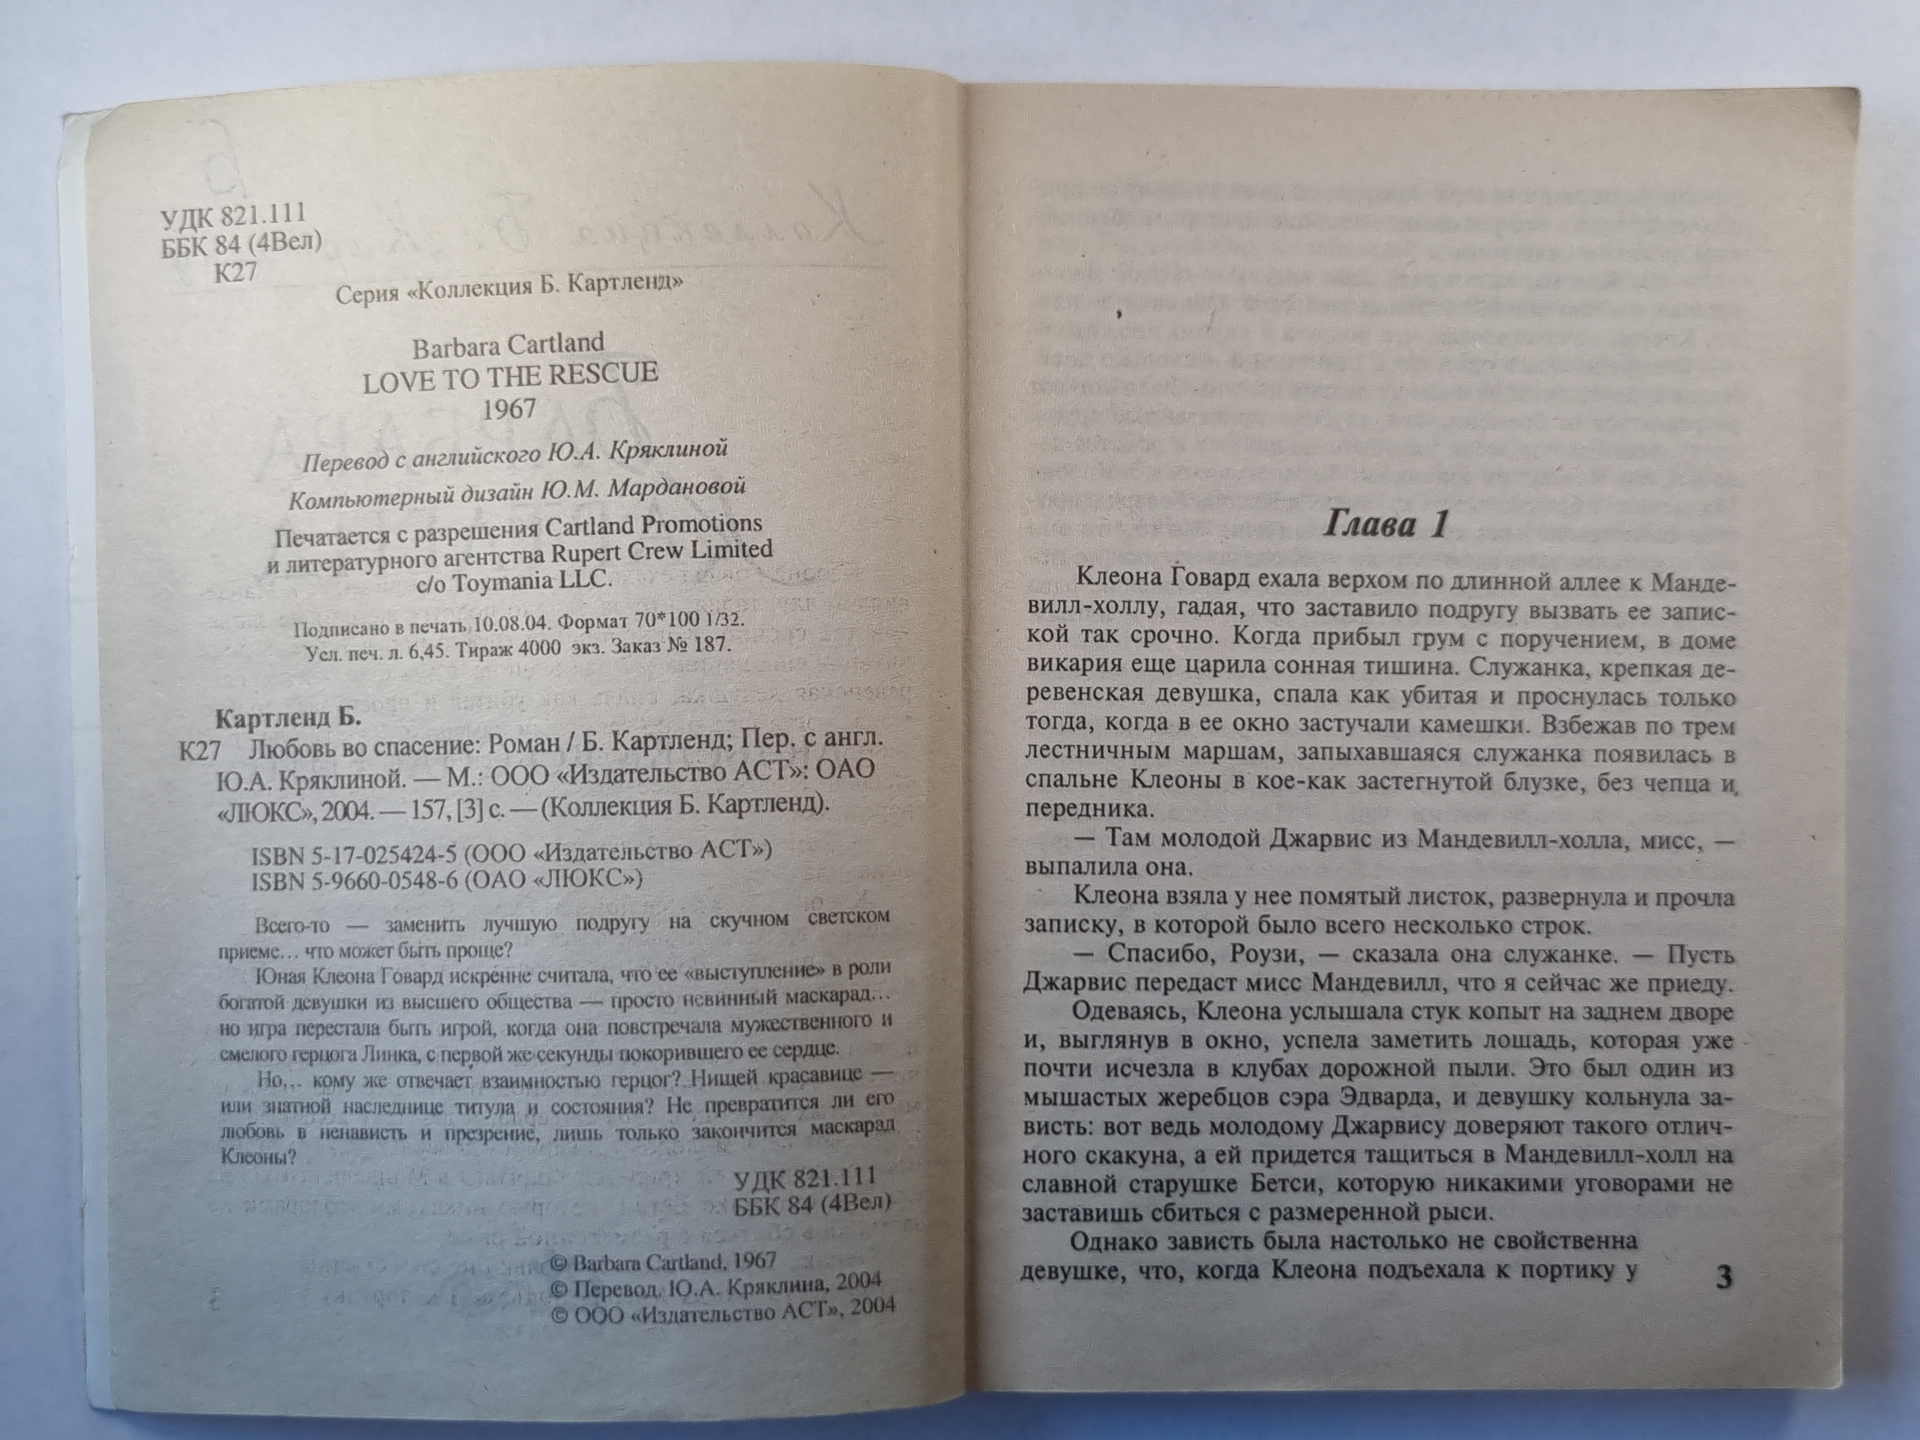 УДК 821.111
ББК 84 (4Вел)
К27
Серия «Коллекция Б. Картленд»
Barbara Cartland
LOVE TO THE RESCUE
1967
Перевод с английского Ю.А. Кряклиной
Компьютерный дизайн Ю.М. Мардановой
Печатается с разрешения Cartland Promotions
и литературного агентства Rupert Crew Limited
c/o Toymania LLC.
Подписано в печать 10.08.04. Формат 70*100 1/32.
Усл. печ. л. 6,45. Тираж 4000 экз. Заказ № 187.
Картленд Б.
К27 Любовь во спасение: Роман / Б. Картленд; Пер. с англ.
Ю.А. Кряклиной. — М.: ООО «Издательство АСТ»: ОАО
«ЛЮКС», 2004. — 157, [3] с. — (Коллекция Б. Картленд).
ISBN 5-17-025424-5 (ООО «Издательство АСТ»)
ISBN 5-9660-0548-6 (ОАО «ЛЮКС»)
Всего-то — заменить лучшую подругу на скучном светском
приеме... что может быть проще?
Юная Клеона Говард искренне считала, что ее «выступление» в роли
богатой девушки из высшего общества — просто невинный маскарад...
но игра перестала быть игрой, когда она повстречала мужественного и
смелого герцога Линка, с первой же секунды покорившего ее сердце.
Но... кому же отвечает взаимностью герцог? Нищей красавице —
или знатной наследнице титула и состояния? Не превратится ли его
любовь в ненависть и презрение, лишь только закончится маскарад
Клеоны?
УДК 821.111
ББК 84 (4Вел)
© Barbara Cartland, 1967
© Перевод. Ю.А. Кряклина, 2004
© ООО «Издательство АСТ», 2004
Глава 1
Клеона Говард ехала верхом по длинной аллее к Манде-
вилл-холлу, гадая, что заставило подругу вызвать ее запис-
кой так срочно. Когда прибыл грум с поручением, в доме
викария еще царила сонная тишина. Служанка, крепкая де-
ревенская девушка, спала как убитая и проснулась только
тогда, когда в ее окно застучали камешки. Взбежав по трем
лестничным маршам, запыхавшаяся служанка появилась в
спальне Клеоны в кое-как застегнутой блузке, без чепца и
передника.
— Там молодой Джарвис из Мандевилл-холла, мисс, —
выпалила она.
Клеона взяла у нее помятый листок, развернула и прочла
записку, в которой было всего несколько строк.
— Спасибо, Роузи, — сказала она служанке. — Пусть
Джарвис передаст мисс Мандевилл, что я сейчас же приеду.
Одеваясь, Клеона услышала стук копыт на заднем дворе
и, выглянув в окно, успела заметить лошадь, которая уже
почти исчезла в клубах дорожной пыли. Это был один из
мышастых жеребцов сэра Эдварда, и девушку кольнула за-
висть: вот ведь молодому Джарвису доверяют такого отлич-
ного скакуна, а ей придется тащиться в Мандевилл-холл на
славной старушке Бетси, которую никакими уговорами не
заставишь сбиться с размеренной рыси.
Однако зависть была настолько не свойственна
девушке, что, когда Клеона подъехала к портику у
3